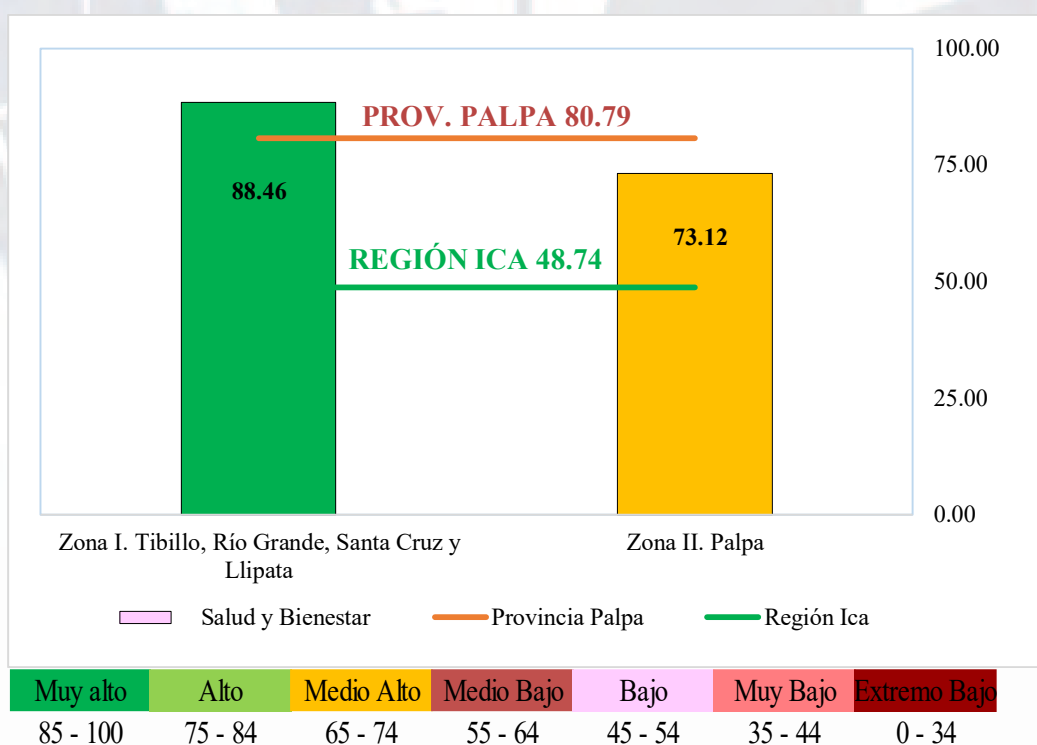 100.00
PROV. PALPA 80.79
75.00
88.46
73.12
REGIÓN ICA 48.74
50.00
25.00
0.00
Zona I. Tibillo, Río Grande, Santa Cruz y
Llipata
Zona II. Palpa
Salud y Bienestar
Provincia Palpa
Región Ica
Muy alto Alto Medio Alto Medio Bajo Bajo Muy Bajo Extremo Bajo
85 - 100 75 - 84 65 - 74 55 - 64 45 - 54 35 - 44 0 - 34